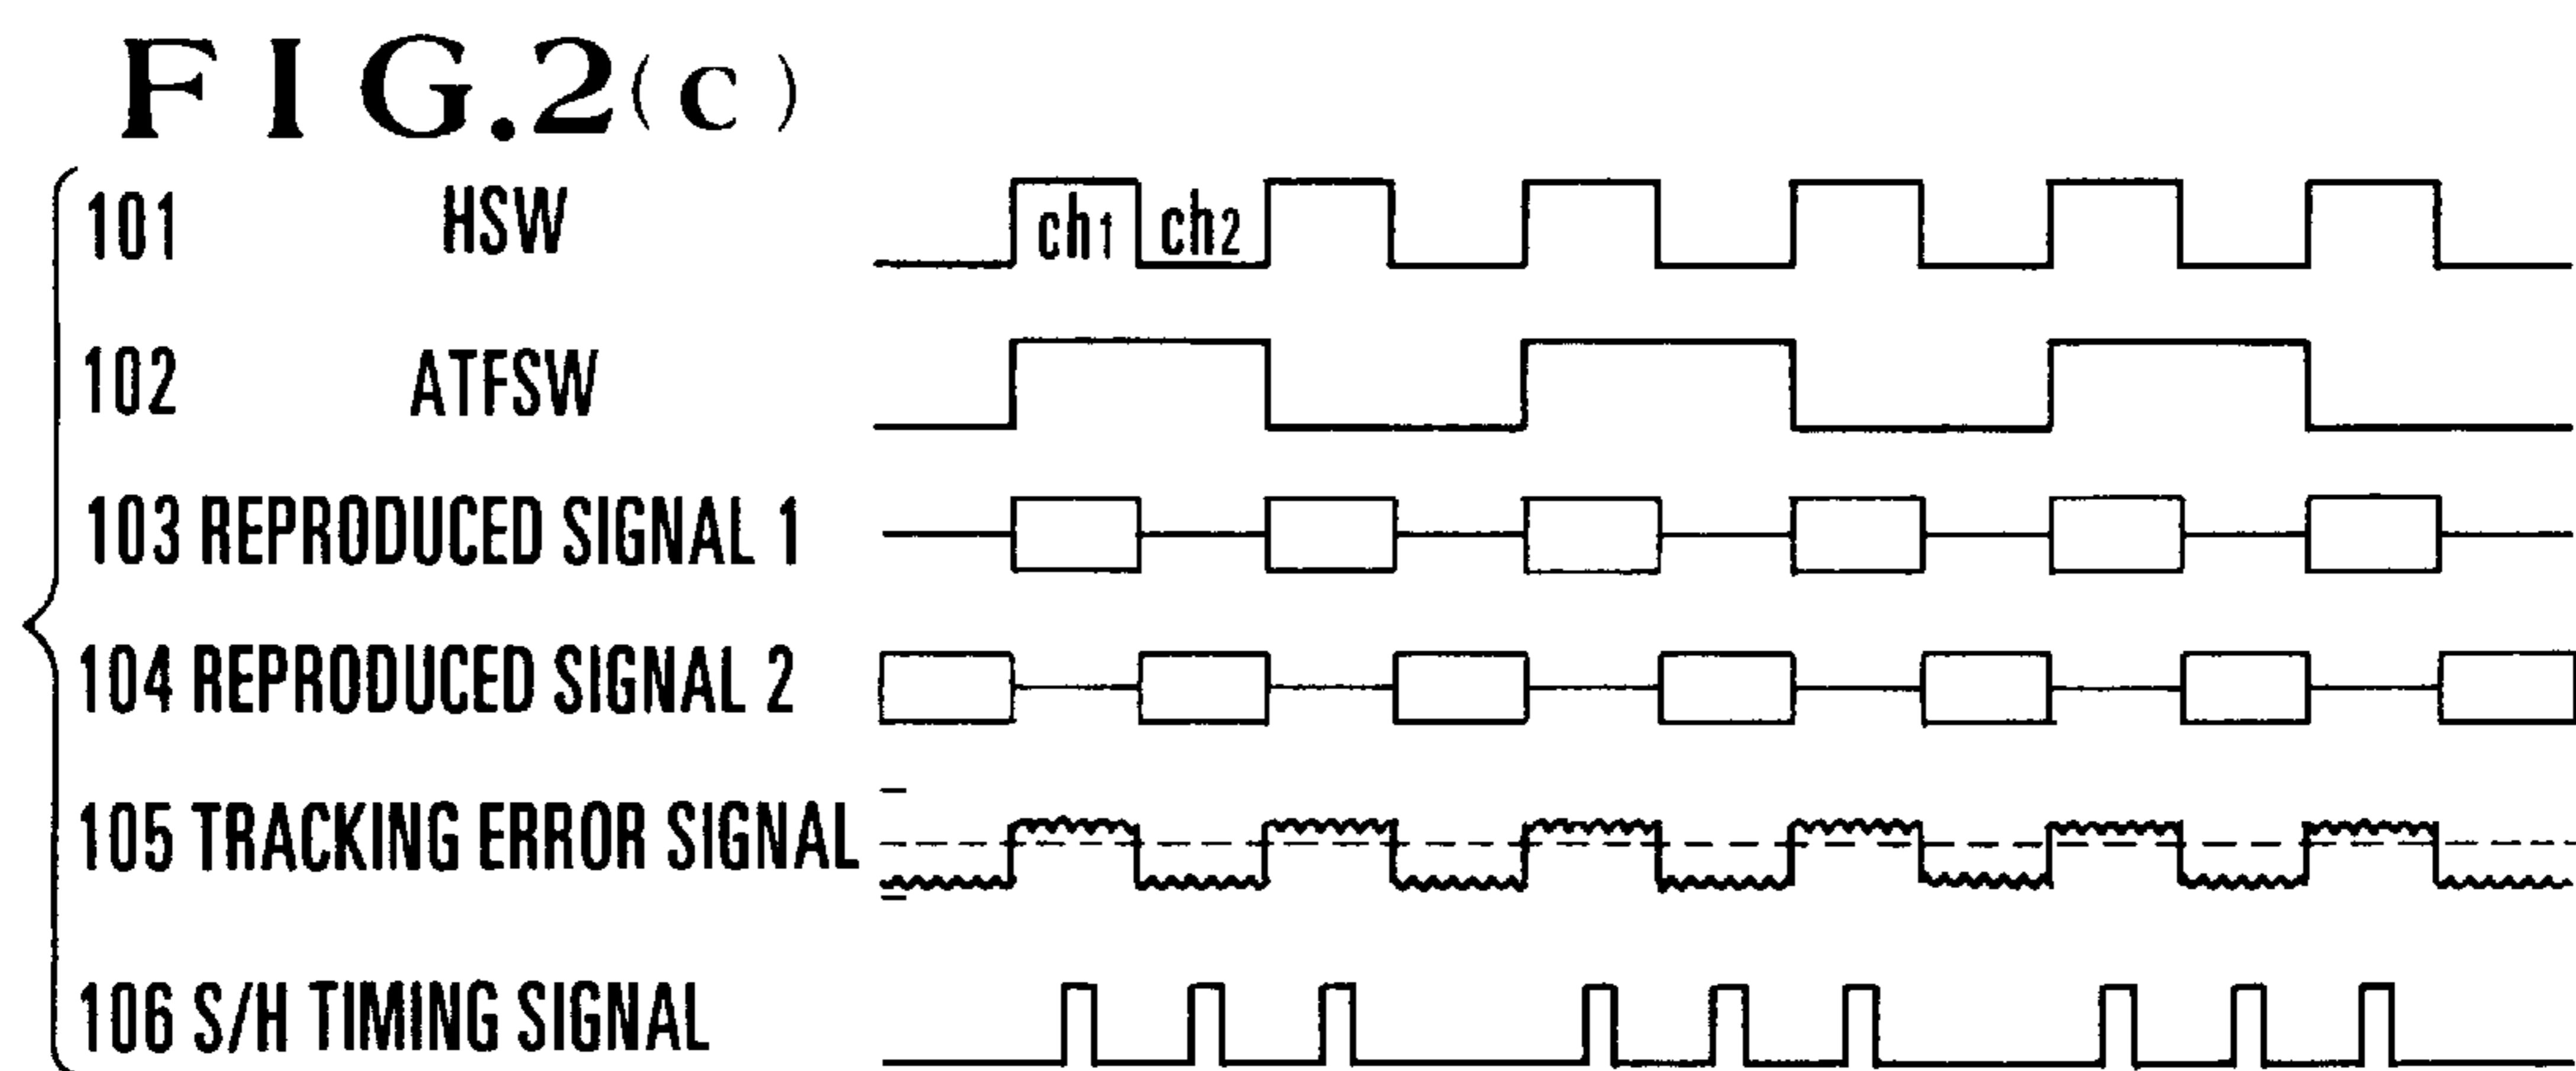 FIG.2(c)
101 HSW
ch1 ch2
102 ATFSW
103 REPRODUCED SIGNAL 1
104 REPRODUCED SIGNAL 2
105 TRACKING ERROR SIGNAL
106 S/H TIMING SIGNAL